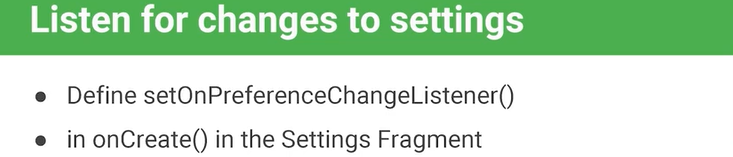 Listen for changes to settings
● Define setOnPreferenceChangeListener()
● in onCreate() in the Settings Fragment